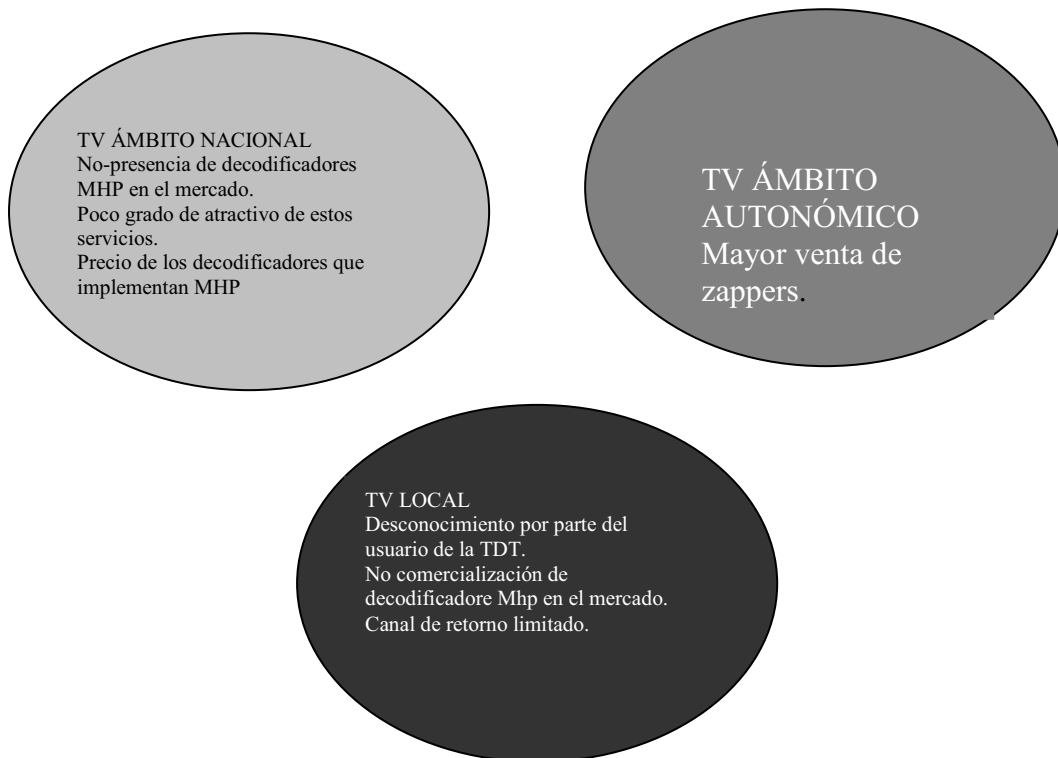 TV ÁMBITO NACIONAL
No-presencia de decodificadores
MHP en el mercado.
Poco grado de atractivo de estos
servicios.
Precio de los decodificadores que
implementan MHP
TV ÁMBITO
AUTONÓMICO
Mayor venta de
zappers.
TV LOCAL
Desconocimiento por parte del
usuario de la TDT.
No comercialización de
decodificadore Mhp en el mercado.
Canal de retorno limitado.